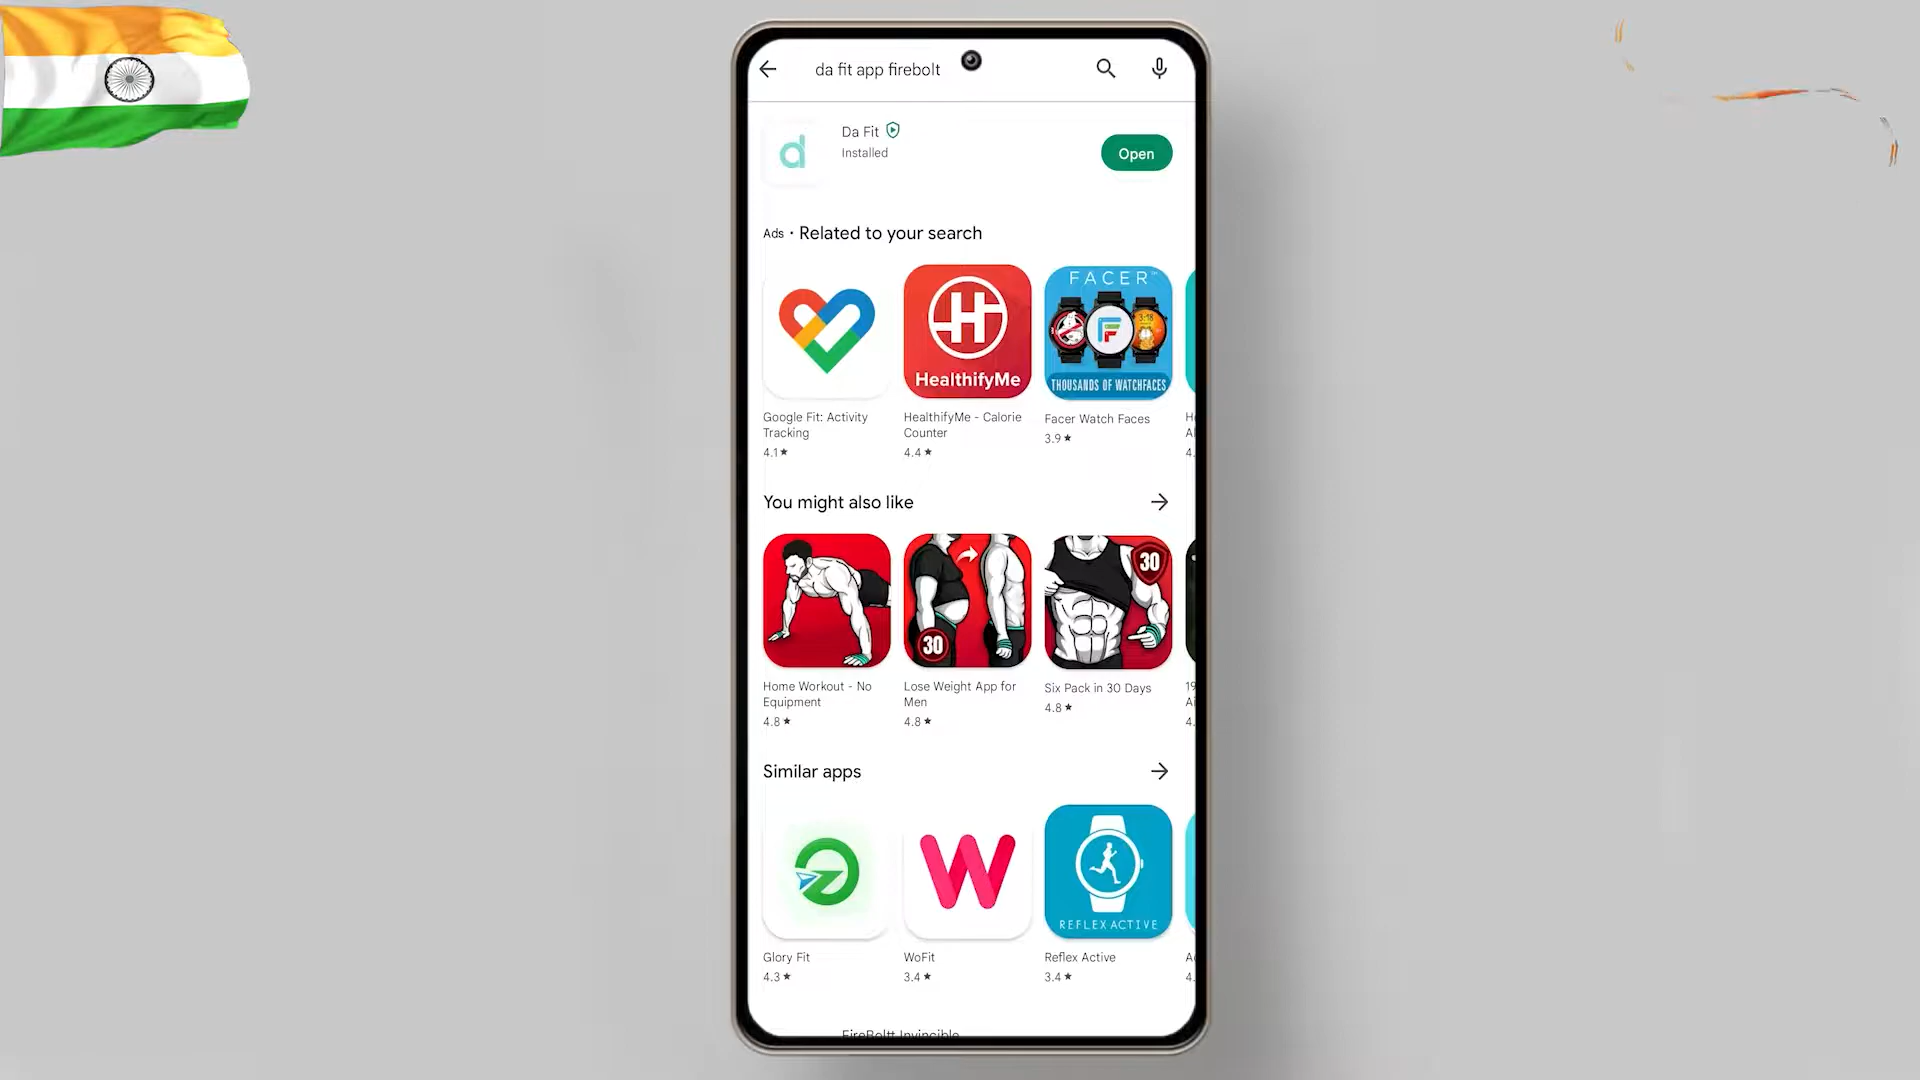 da fit app firebolt
Da Fit
Installed
Open
Ads · Related to your search
HealthifyMe
FACER™
3:18
THOUSANDS OF WATCHFACES
Google Fit: Activity
Tracking
4.1★
HealthifyMe - Calorie
Counter
4.4 ★
Facer Watch Faces
3.9 ★
You might also like
30
30
Home Workout - No
Equipment
4.8 ★
Lose Weight App for
Men
4.8 ★
Six Pack in 30 Days
4.8 ★
Similar apps
REFLEX ACTIVE
Glory Fit
4.3 ★
WoFit
3.4 ★
Reflex Active
3.4 ★
FireBoltt Invincible